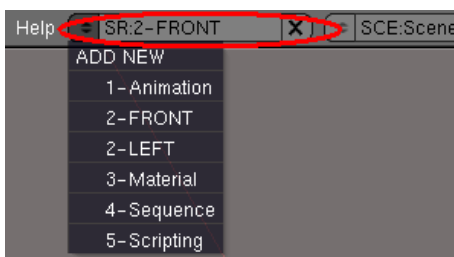 Help SR:2-FRONT X SCE:Scene
ADD NEW
1-Animation
2-FRONT
2-LEFT
3-Material
4-Sequence
5-Scripting